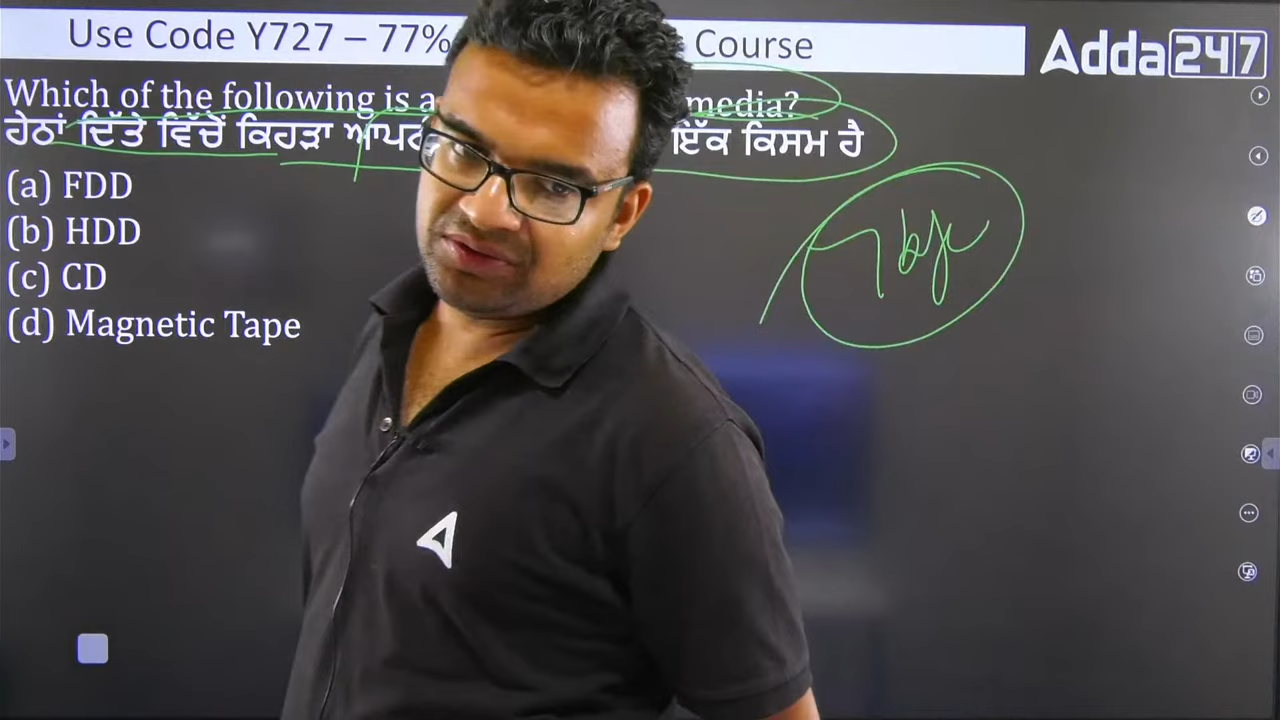 Use Code Y727 – 77% Course
Adda247
Which of the following is a media?
ਹੇਠਾਂ ਦਿੱਤੇ ਵਿੱਚੋਂ ਕਿਹੜਾ ਇੱਕ ਕਿਸਮ ਹੈ
(a) FDD
(b) HDD
(c) CD
(d) Magnetic Tape